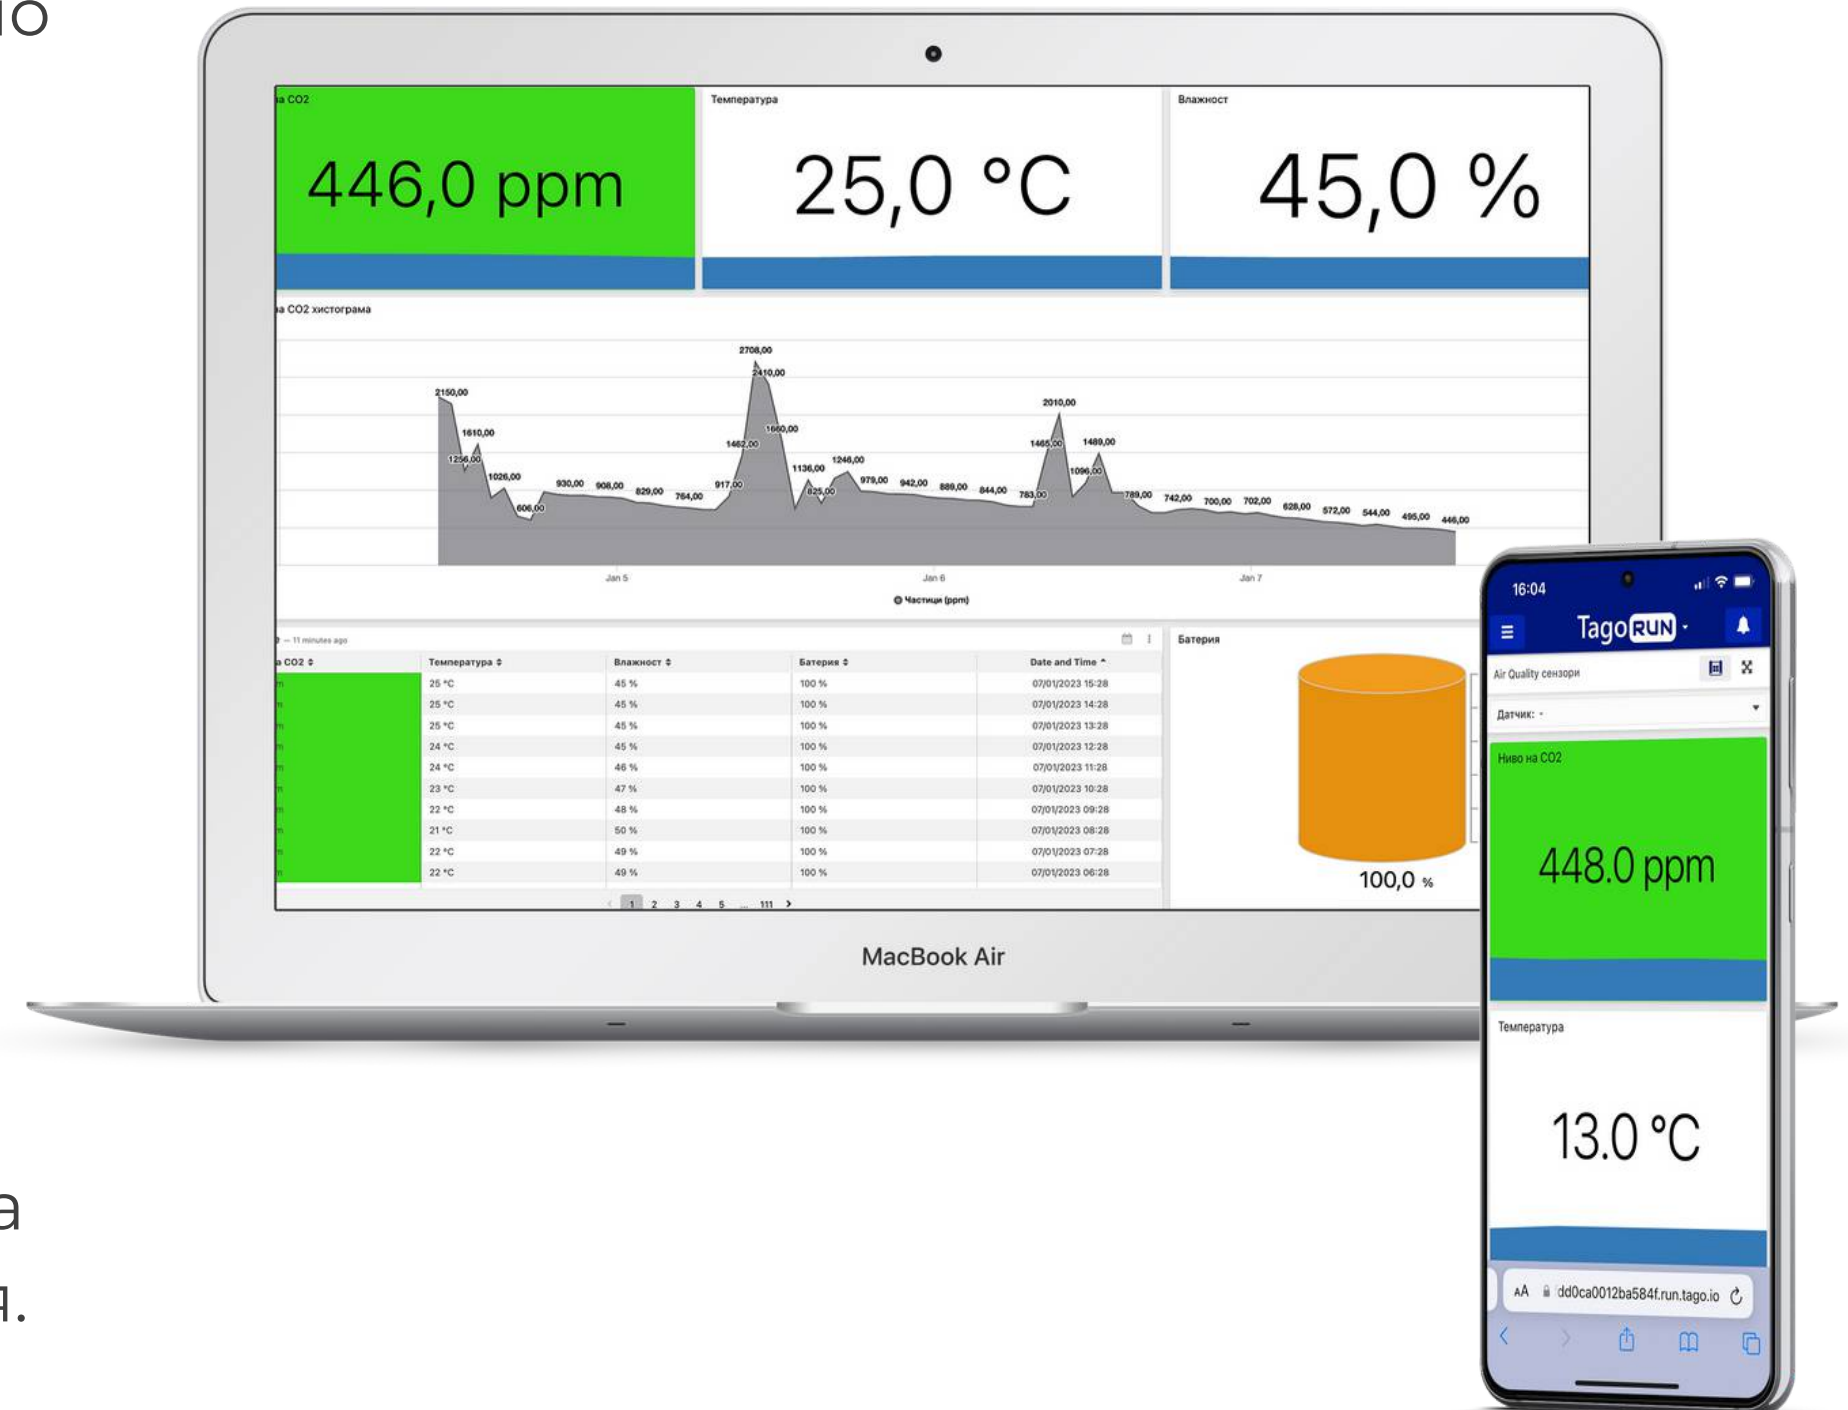 на CO2
Температура
Влажност
446,0 ppm
25,0 °C
45,0 %
на CO2 хистограма
2708,00
2410,00
2150,00
2010,00
1610,00
1660,00
1462,00
1465,00
1489,00
1256,00
1136,00
1246,00
1096,00
1026,00
930,00
908,00
829,00
764,00
917,00
825,00
979,00
942,00
889,00
844,00
783,00
789,00
742,00
700,00
702,00
628,00
572,00
544,00
495,00
446,00
606,00
Jan 5
Jan 6
Jan 7
Частици (ppm)
– 11 minutes ago
Батерия
а CO2 Температура Влажност Батерия Date and Time
25 °C 45 % 100 % 07/01/2023 15:28
25 °C 45 % 100 % 07/01/2023 14:28
25 °C 45 % 100 % 07/01/2023 13:28
24 °C 45 % 100 % 07/01/2023 12:28
24 °C 46 % 100 % 07/01/2023 11:28
23 °C 47 % 100 % 07/01/2023 10:28
22 °C 48 % 100 % 07/01/2023 09:28
21 °C 50 % 100 % 07/01/2023 08:28
22 °C 49 % 100 % 07/01/2023 07:28
22 °C 49 % 100 % 07/01/2023 06:28
1 2 3 4 5 ... 111
100,0 %
MacBook Air
16:04
TagoRUN
Air Quality сензори
Датчик: -
Ниво на CO2
448.0 ppm
Температура
13.0 °C
AA dd0ca0012ba584f.run.tago.io